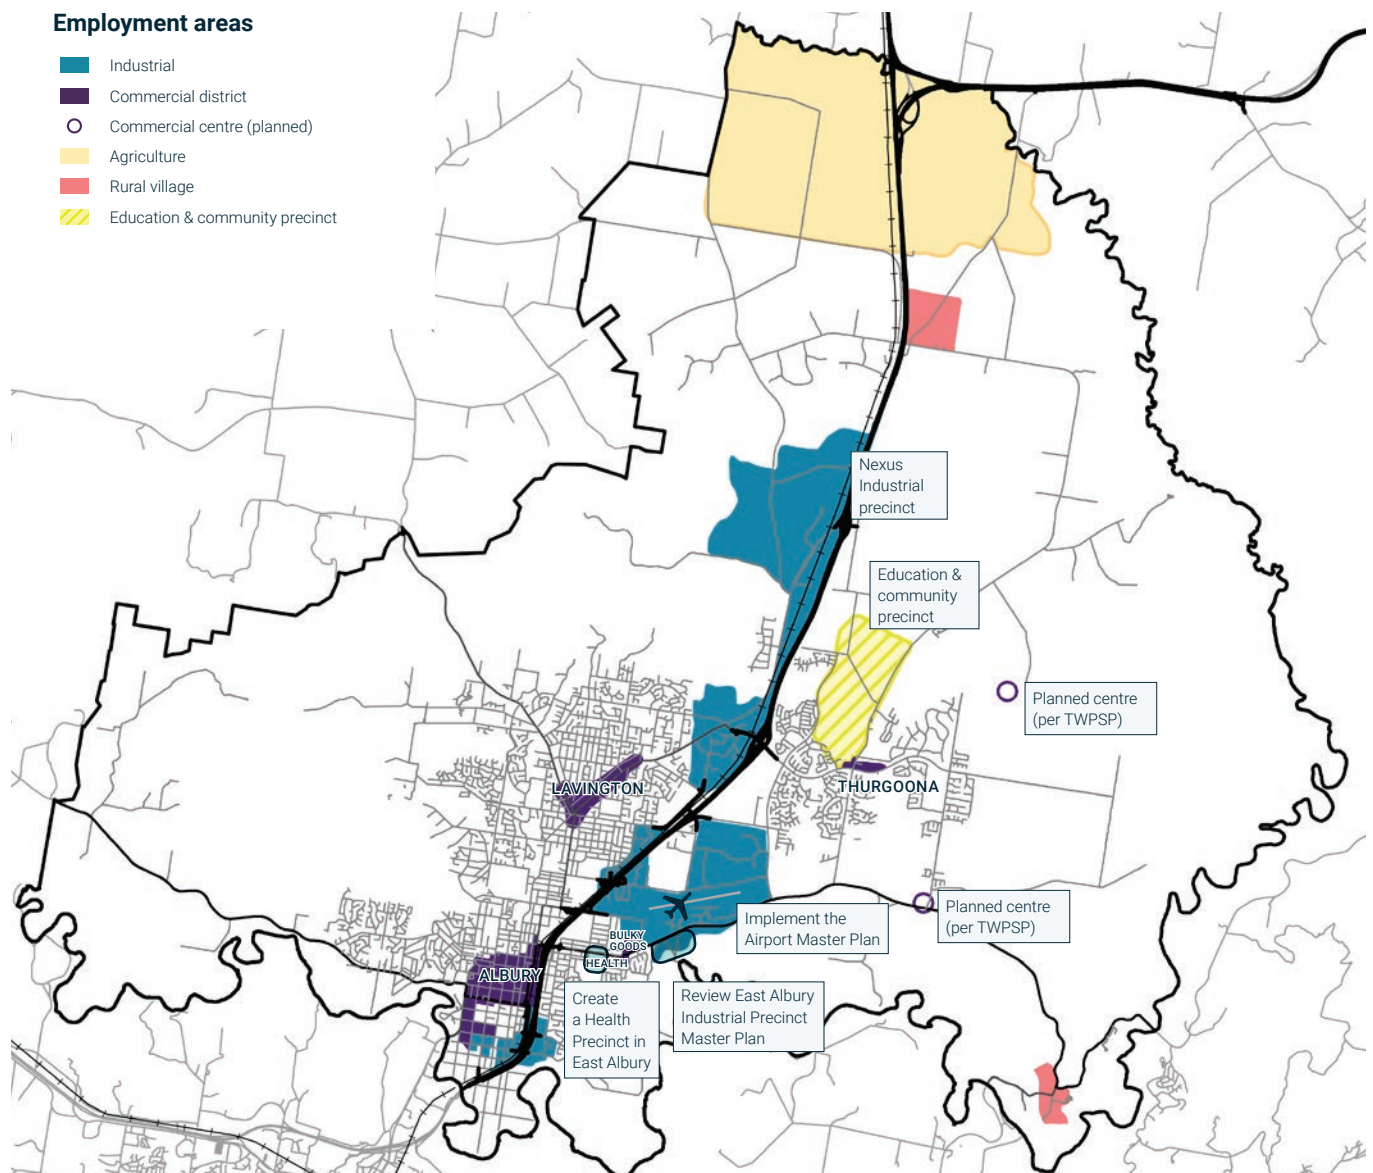 Employment areas
Industrial
Commercial district
Commercial centre (planned)
Agriculture
Rural village
Education & community precinct
Nexus
Industrial
precinct
Education &
community
precinct
Planned centre
(per TWPSP)
LAVINGTON
THURGOONA
Planned centre
(per TWPSP)
Implement the
Airport Master Plan
BULKY
GOODS
HEALTH
ALBURY
Create
a Health
Precinct in
East Albury
Review East Albury
Industrial Precinct
Master Plan